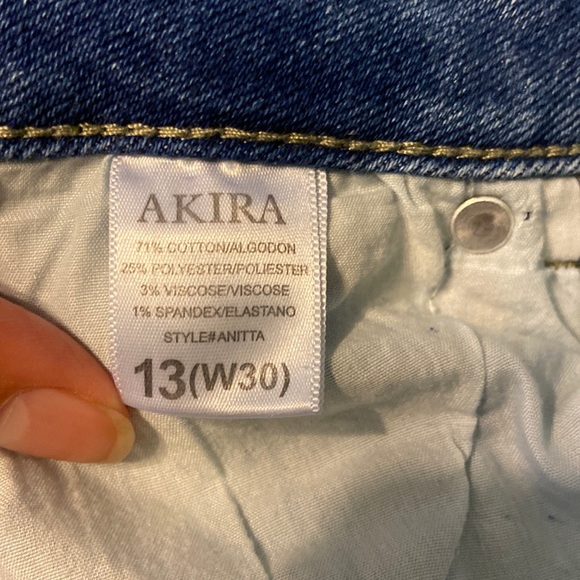 AKIRA
71% COTTON/ALGODON
25% POLYESTER/POLIESTER
3% VISCOSE/VISCOSE
1% SPANDEX/ELASTANO
STYLE#ANITTA
13(W30)